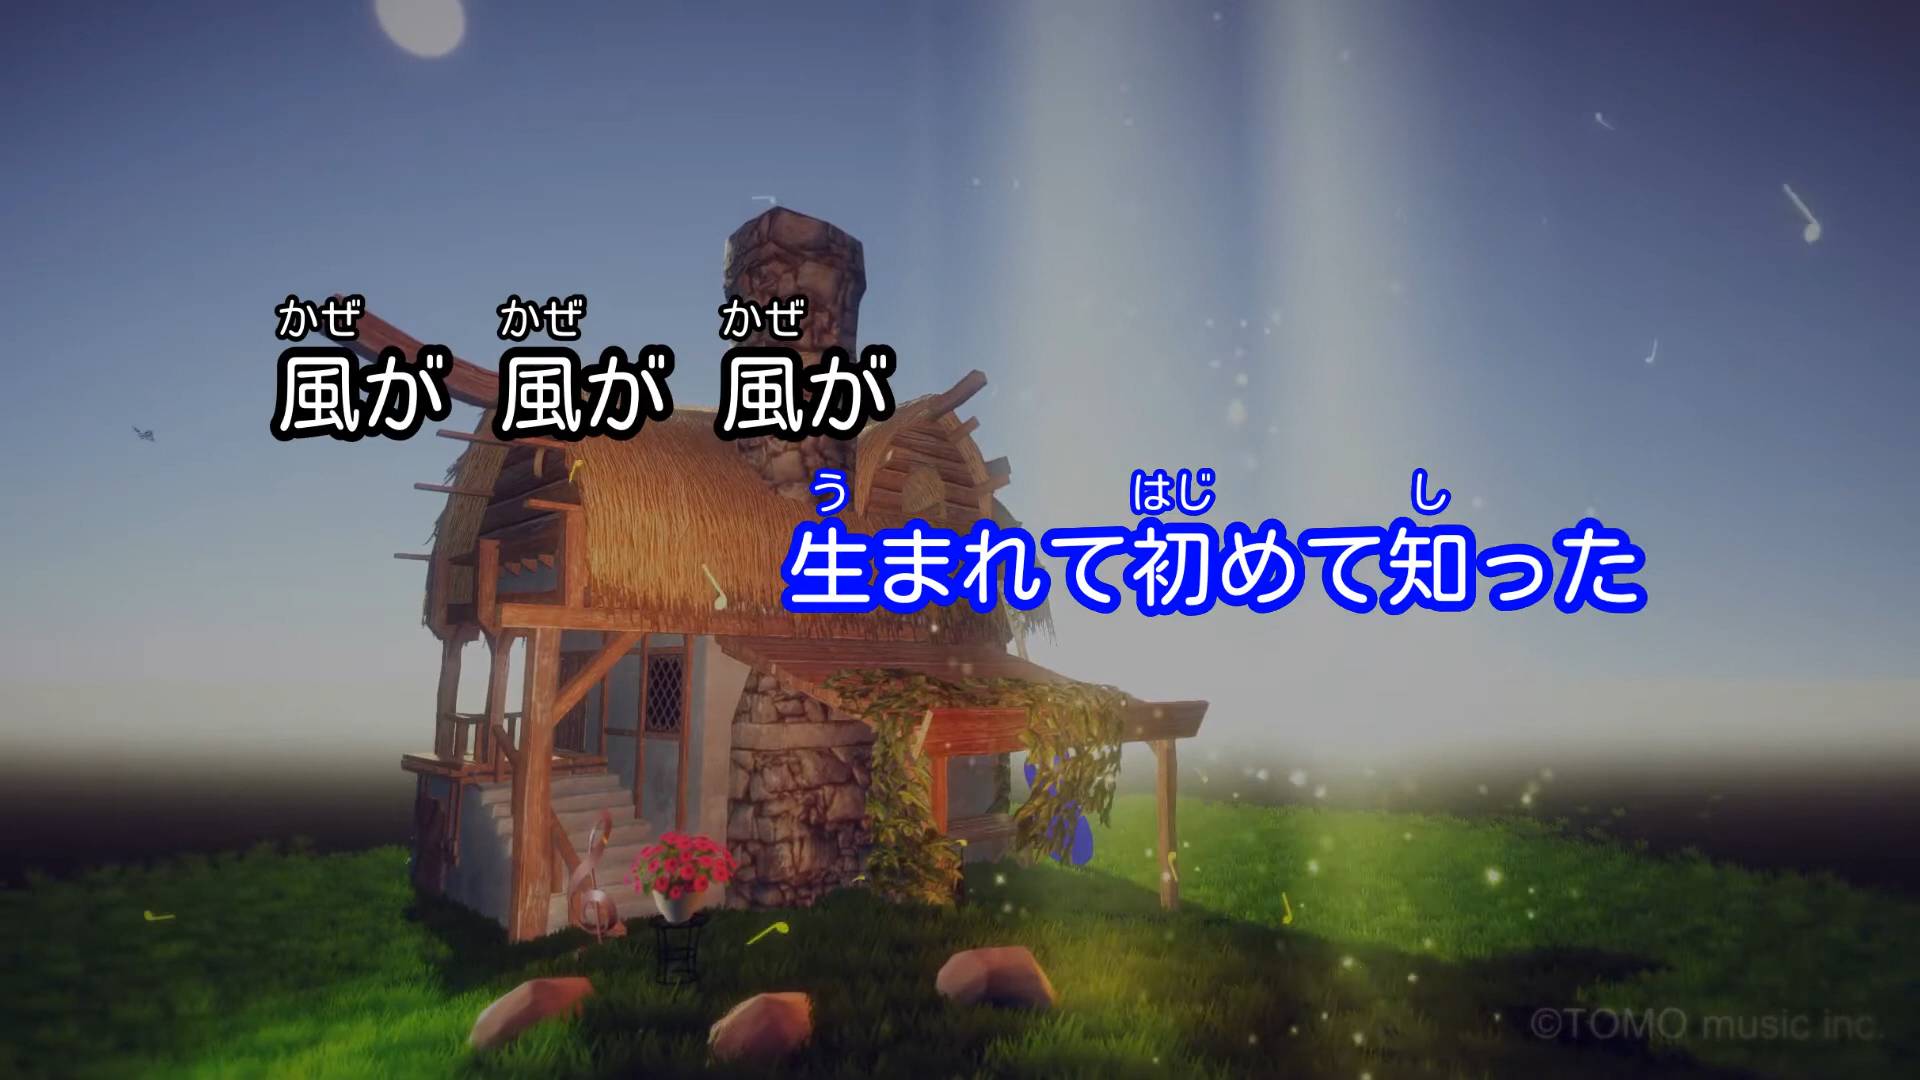 かぜ かぜ かぜ
風が 風が 風が
う はじ し
生まれて初めて知った
©TOMO music inc.